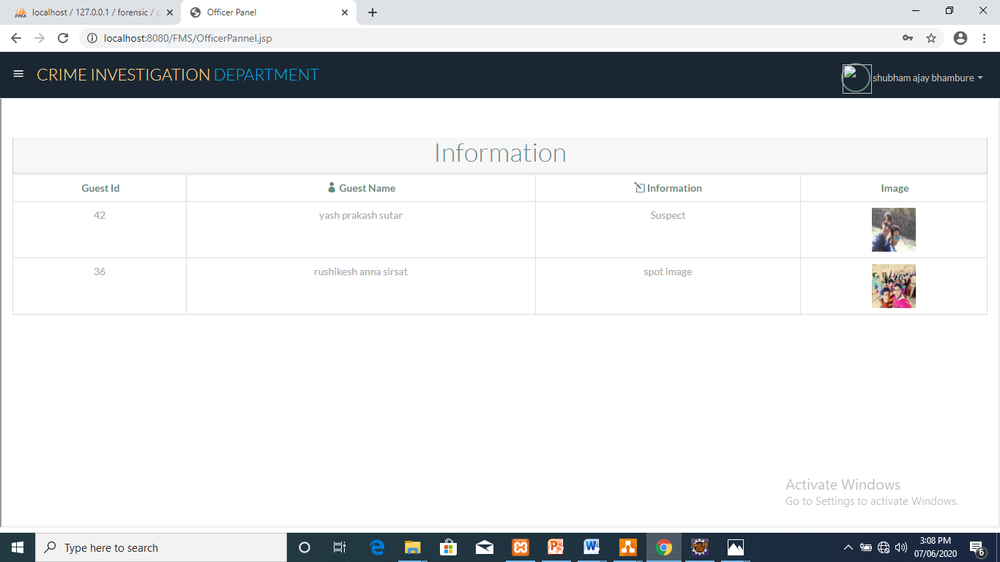 localhost / 127.0.0.1 / forensic / p
Officer Panel
localhost:8080/FMS/OfficerPannel.jsp
CRIME INVESTIGATION DEPARTMENT
shubham ajay bhambure
Information
Guest Id Guest Name Information Image
42 yash prakash sutar Suspect
36 rushikesh anna sirsat spot image
Activate Windows
Go to Settings to activate Windows.
Type here to search
3:08 PM
07/06/2020
6